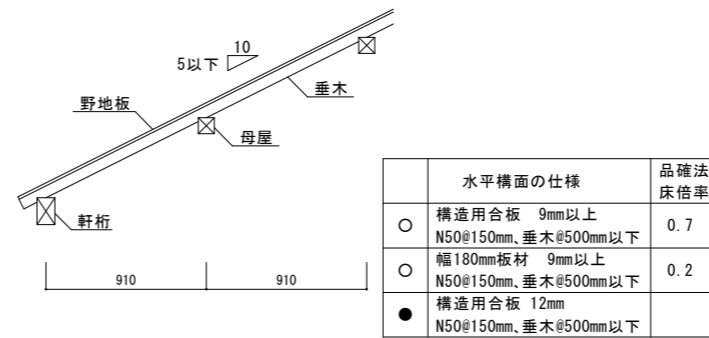 10
5以下
垂木
野地板
母屋
軒桁
910
910
水平構面の仕様
品確法
床倍率
○
構造用合板 9mm以上
N50@150mm、垂木@500mm以下
0.7
○
幅180mm板材 9mm以上
N50@150mm、垂木@500mm以下
0.2
●
構造用合板 12mm
N50@150mm、垂木@500mm以下